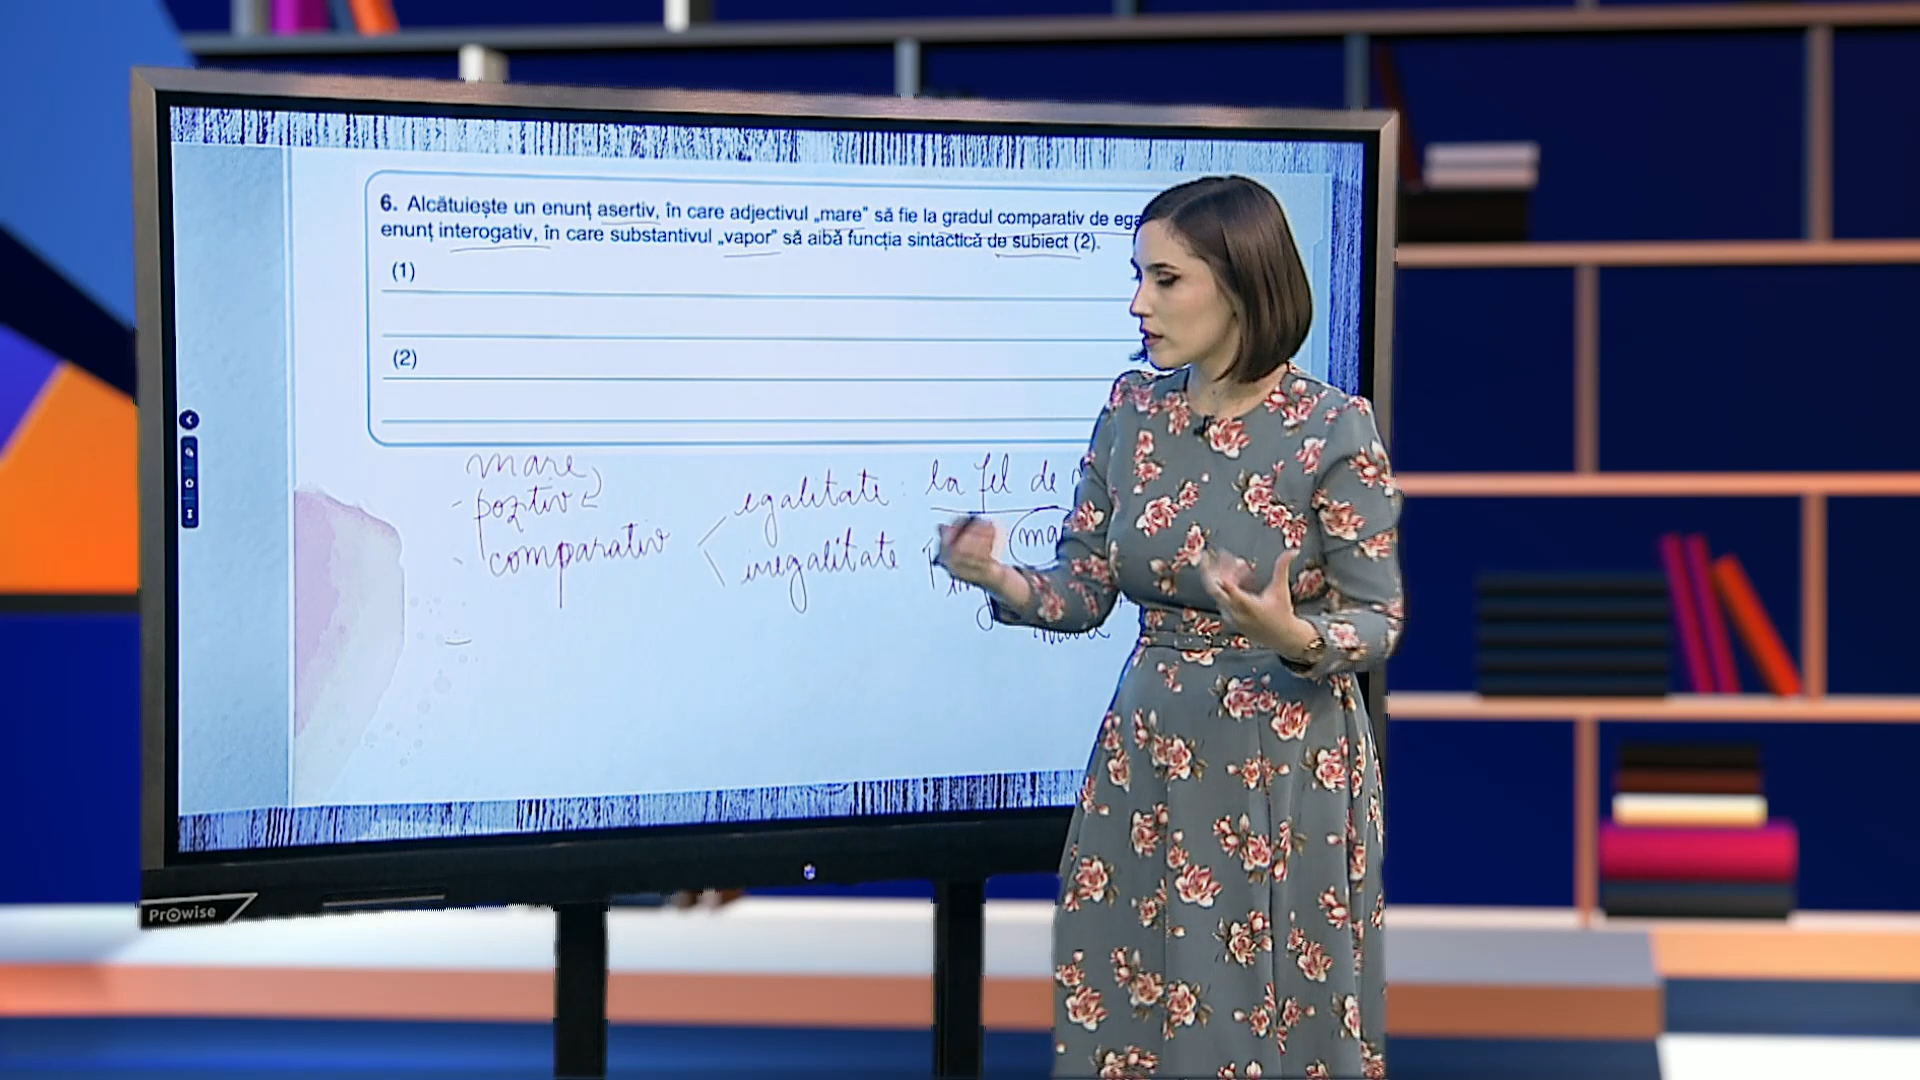 6. Alcătuiește un enunț asertiv, în care adjectivul „mare” să fie la gradul comparativ de
enunț interogativ, în care substantivul „vapor” să aibă funcția sintactică de subiect (2).
(1)
(2)
mare
- pozitiv
egalitate : la fel de
- comparativ
inegalitate
mare
Prowise